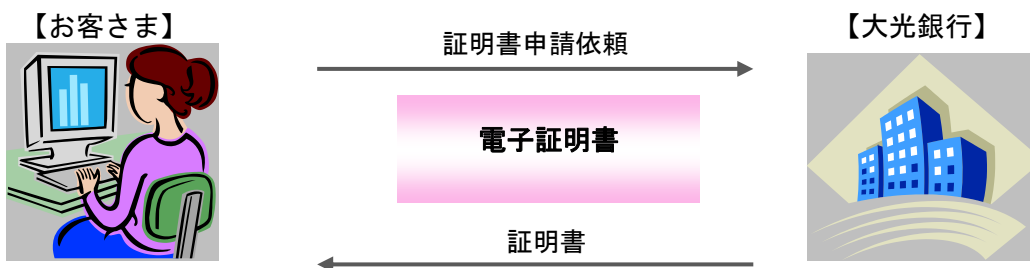 【お客さま】
【大光銀行】
証明書申請依頼
電子証明書
証明書